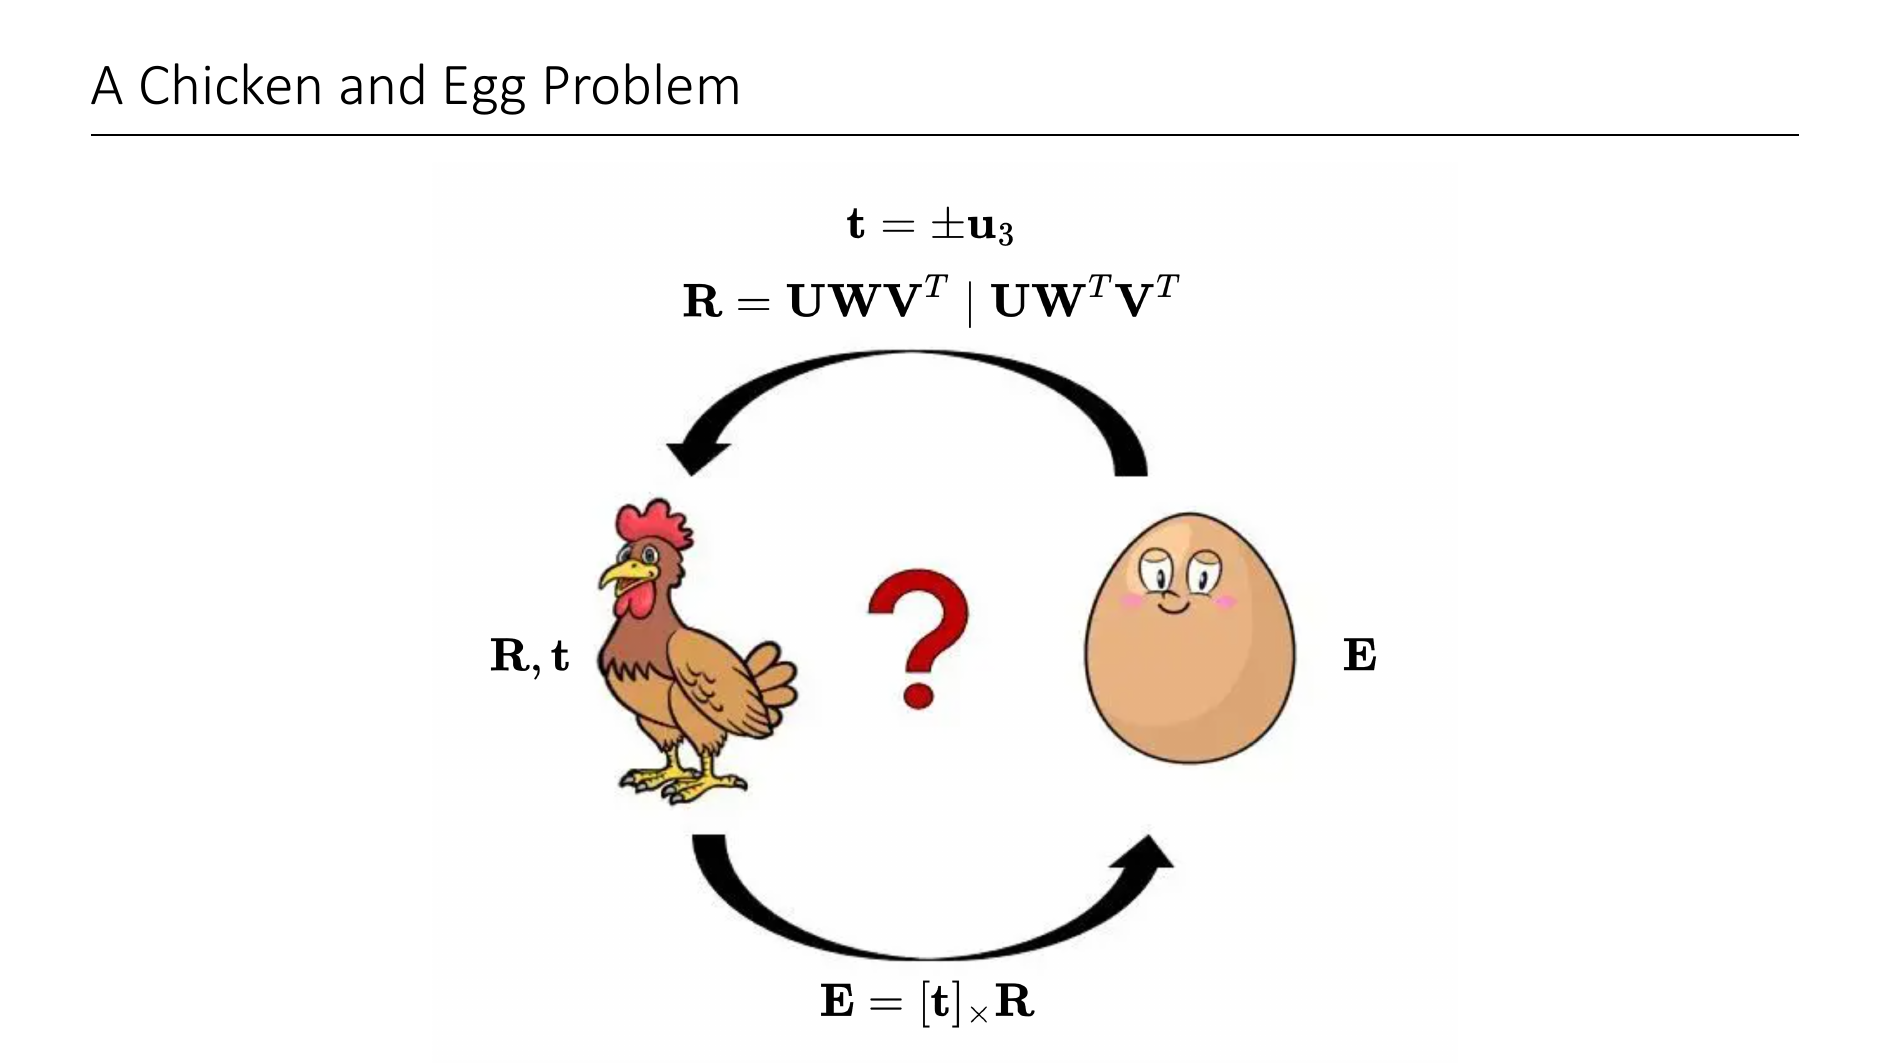 A Chicken and Egg Problem
t = ±u₃
R = UWVᵀ | UWᵀVᵀ
R, t
?
E
E = [t]ₓR